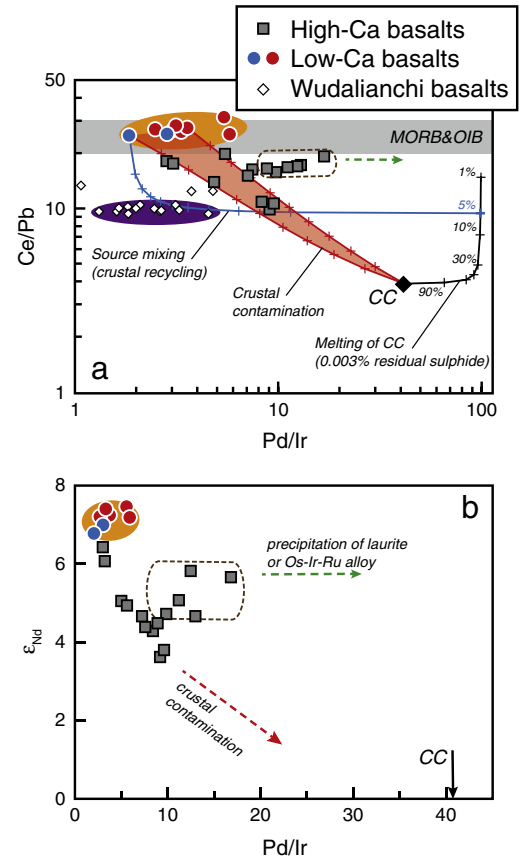 High-Ca basalts
Low-Ca basalts
Wudalianchi basalts
50
10
1
Ce/Pb
MORB&OIB
1%
5%
10%
30%
90%
Source mixing
(crustal recycling)
Crustal
contamination
CC
Melting of CC
(0.003% residual sulphide)
a
1
10
100
Pd/Ir
b
8
6
4
2
0
εNd
precipitation of laurite
or Os-Ir-Ru alloy
crustal
contamination
CC
0
10
20
30
40
Pd/Ir